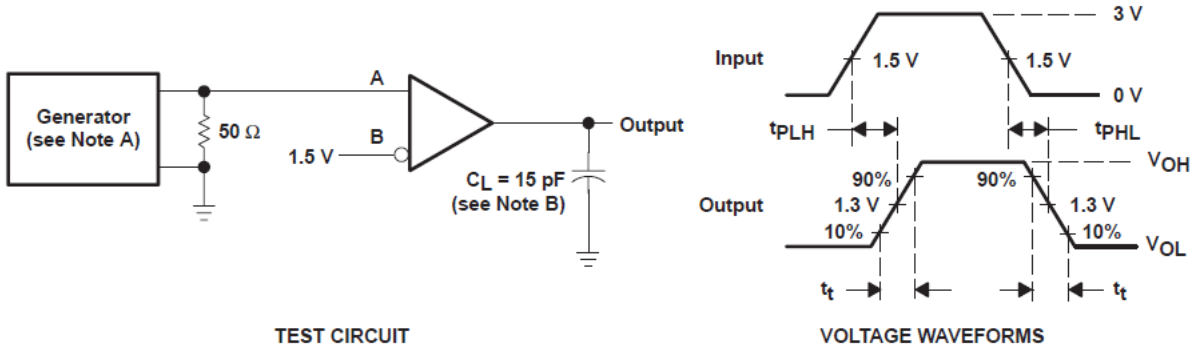 Generator
(see Note A)
50 Ω
A
B
1.5 V
Output
CL = 15 pF
(see Note B)
TEST CIRCUIT
3 V
Input
1.5 V
1.5 V
0 V
tPLH
tPHL
VOH
90%
90%
Output
1.3 V
1.3 V
10%
10%
VOL
tt
tt
VOLTAGE WAVEFORMS